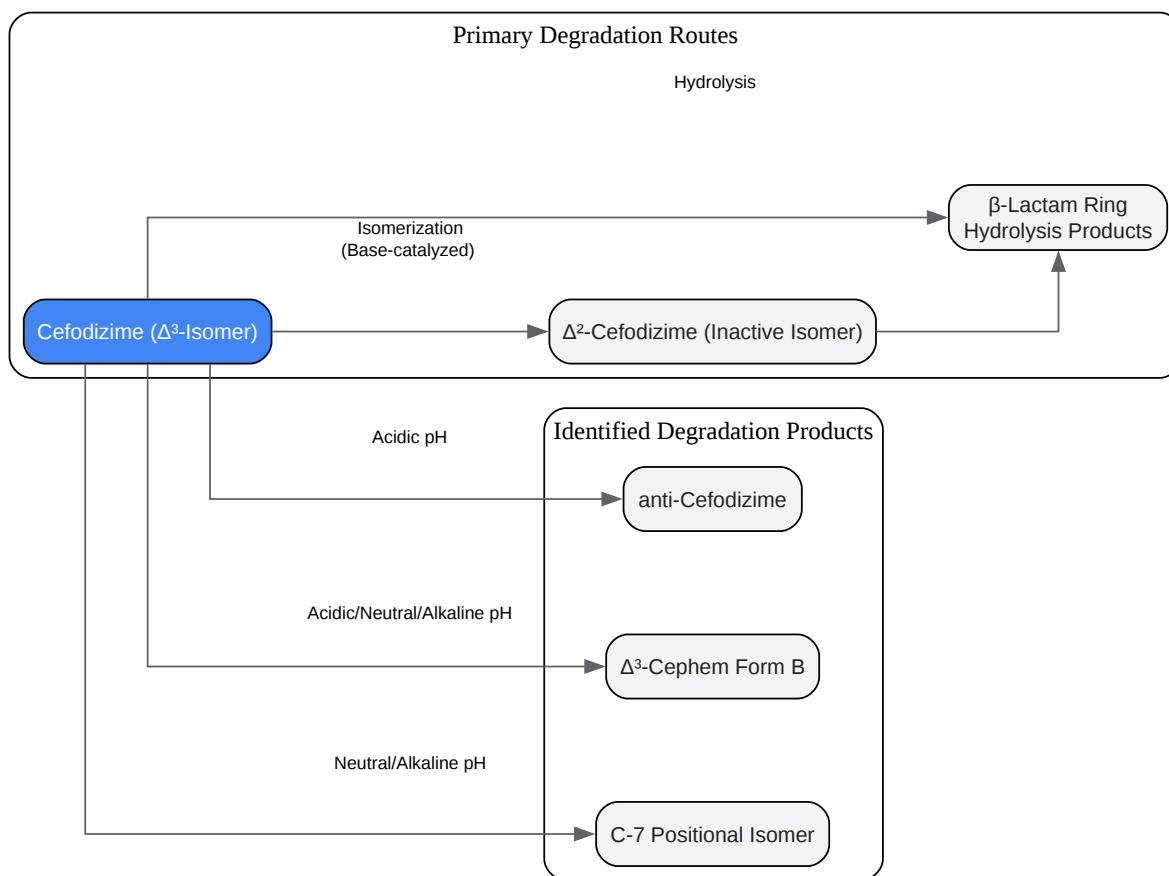 Primary Degradation Routes
Hydrolysis
β-Lactam Ring
Hydrolysis Products
Isomerization
(Base-catalyzed)
Cefodizime (Δ³-Isomer)
Δ²-Cefodizime (Inactive Isomer)
Identified Degradation Products
Acidic pH
anti-Cefodizime
Acidic/Neutral/Alkaline pH
Δ³-Cephem Form B
Neutral/Alkaline pH
C-7 Positional Isomer